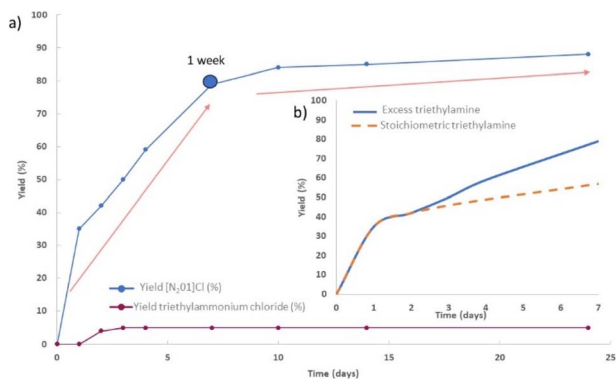 a)
100
90
80
70
60
50
40
30
20
10
0
Yield (%)
0 5 10 15 20 25
Time (days)
1 week
Yield [N₂01]Cl (%)
Yield triethylammonium chloride (%)
b)
Excess triethylamine
Stoichiometric triethylamine
100
90
80
70
60
50
40
30
20
10
0
Yield (%)
0 1 2 3 4 5 6 7
Time (days)